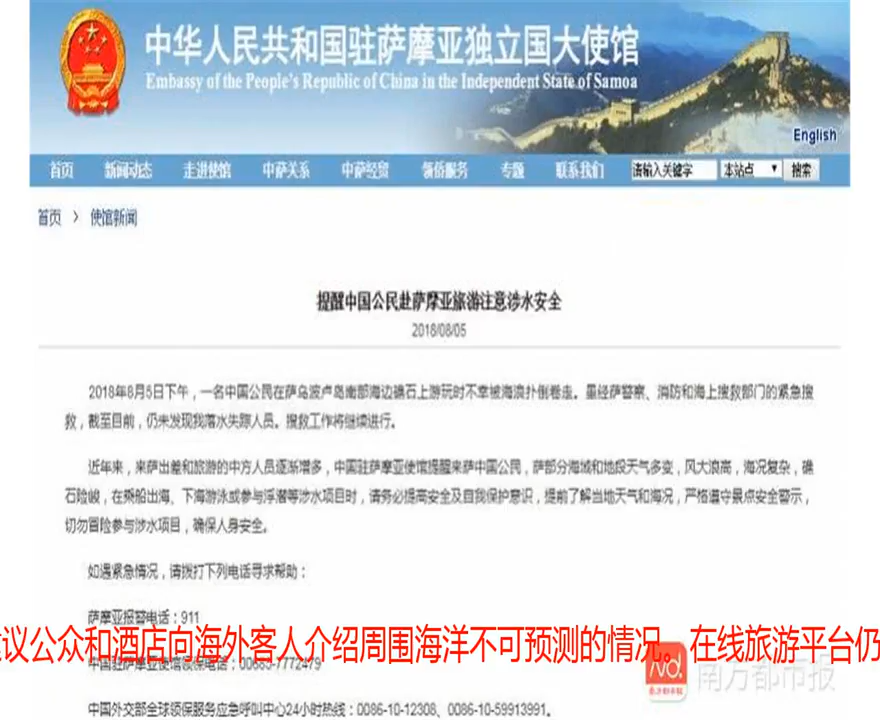 中华人民共和国驻萨摩亚独立国大使馆
Embassy of the People's Republic of China in the Independent State of Samoa
English
首页 新闻动态 走进使馆 中萨关系 中萨经贸 领侨服务 专题 联系我们 请输入关键字 本站点 搜索
首页 > 使馆新闻
提醒中国公民赴萨摩亚旅游注意涉水安全
2018/08/05
2018年8月5日下午，一名中国公民在萨乌波卢岛南部海边礁石上游玩时不幸被海浪扑倒卷走。虽经萨警察、消防和海上搜救部门的紧急搜
救，截至目前，仍未发现我落水失踪人员。搜救工作将继续进行。
近年来，来萨出差和旅游的中方人员逐渐增多，中国驻萨摩亚使馆提醒来萨中国公民，萨部分海域和地段天气多变，风大浪高，海况复杂，礁
石险峻，在乘船出海、下海游泳或参与浮潜等涉水项目时，请务必提高安全及自我保护意识，提前了解当地天气和海况，严格遵守景点安全警示，
切勿冒险参与涉水项目，确保人身安全。
如遇紧急情况，请拨打下列电话寻求帮助：
萨摩亚报警电话：911
议公众和酒店向海外客人介绍周围海洋不可预测的情况。在线旅游平台仍
中国驻萨摩亚使馆领保电话：00685-7772479
南方都市报
中国外交部全球领保服务应急呼叫中心24小时热线：0086-10-12308、0086-10-59913991。